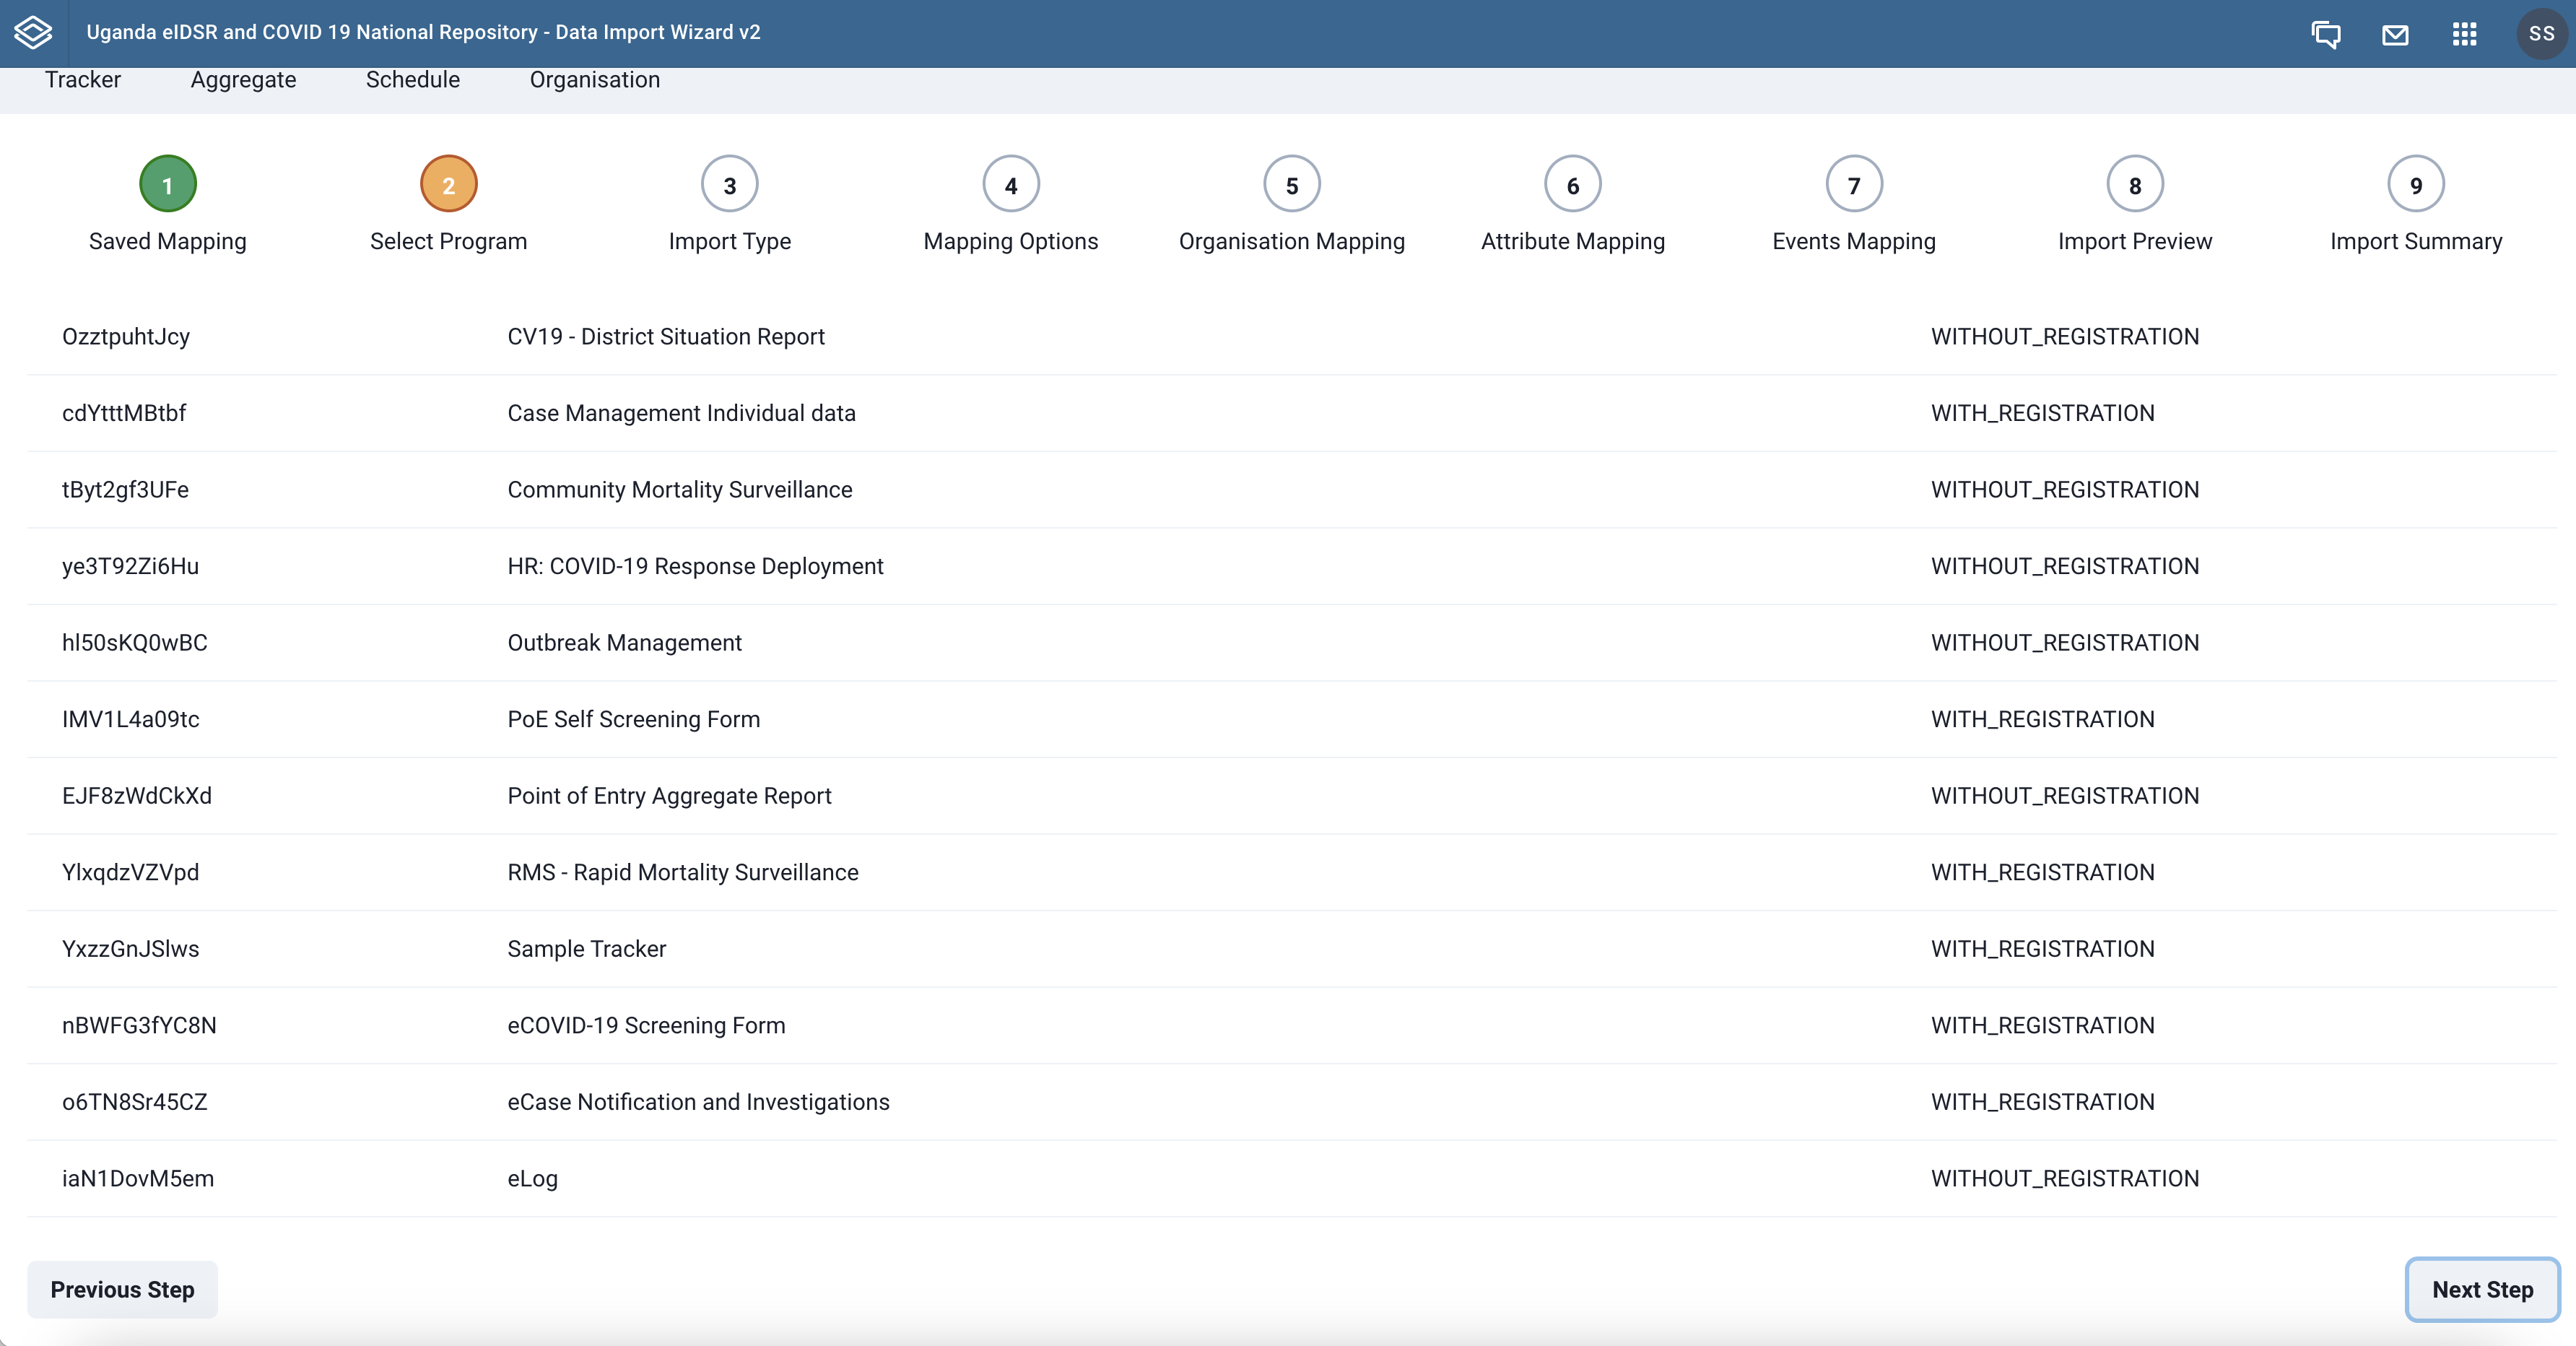 Uganda eIDSR and COVID 19 National Repository - Data Import Wizard v2
SS
Tracker Aggregate Schedule Organisation
1 2 3 4 5 6 7 8 9
Saved Mapping Select Program Import Type Mapping Options Organisation Mapping Attribute Mapping Events Mapping Import Preview Import Summary
OzztpuhtJcy CV19 - District Situation Report WITHOUT_REGISTRATION
cdYtttMBtbf Case Management Individual data WITH_REGISTRATION
tByt2gf3UFe Community Mortality Surveillance WITHOUT_REGISTRATION
ye3T92Zi6Hu HR: COVID-19 Response Deployment WITHOUT_REGISTRATION
hl50sKQ0wBC Outbreak Management WITHOUT_REGISTRATION
IMV1L4a09tc PoE Self Screening Form WITH_REGISTRATION
EJF8zWdCkXd Point of Entry Aggregate Report WITHOUT_REGISTRATION
YlxqdzVZVpd RMS - Rapid Mortality Surveillance WITH_REGISTRATION
YxzzGnJSlws Sample Tracker WITH_REGISTRATION
nBWFG3fYC8N eCOVID-19 Screening Form WITH_REGISTRATION
o6TN8Sr45CZ eCase Notification and Investigations WITH_REGISTRATION
iaN1DovM5em eLog WITHOUT_REGISTRATION
Previous Step Next Step